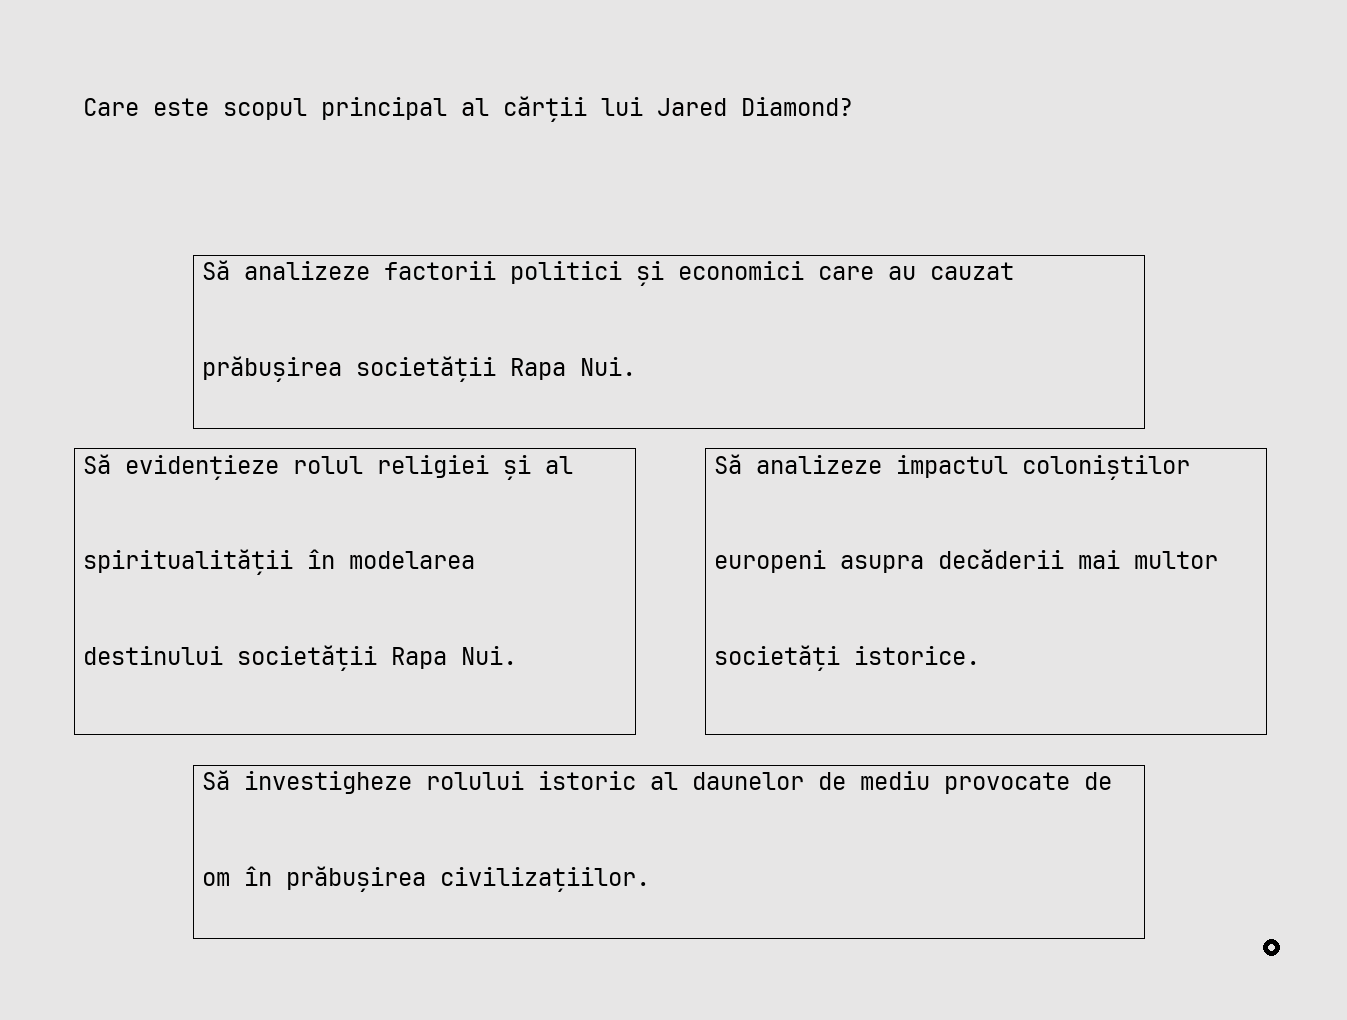 Care este scopul principal al cărții lui Jared Diamond?
Să analizeze factorii politici și economici care au cauzat
prăbușirea societății Rapa Nui.
Să evidențieze rolul religiei și al
spiritualității în modelarea
destinului societății Rapa Nui.
Să analizeze impactul coloniștilor
europeni asupra decăderii mai multor
societăți istorice.
Să investigheze rolului istoric al daunelor de mediu provocate de
om în prăbușirea civilizațiilor.